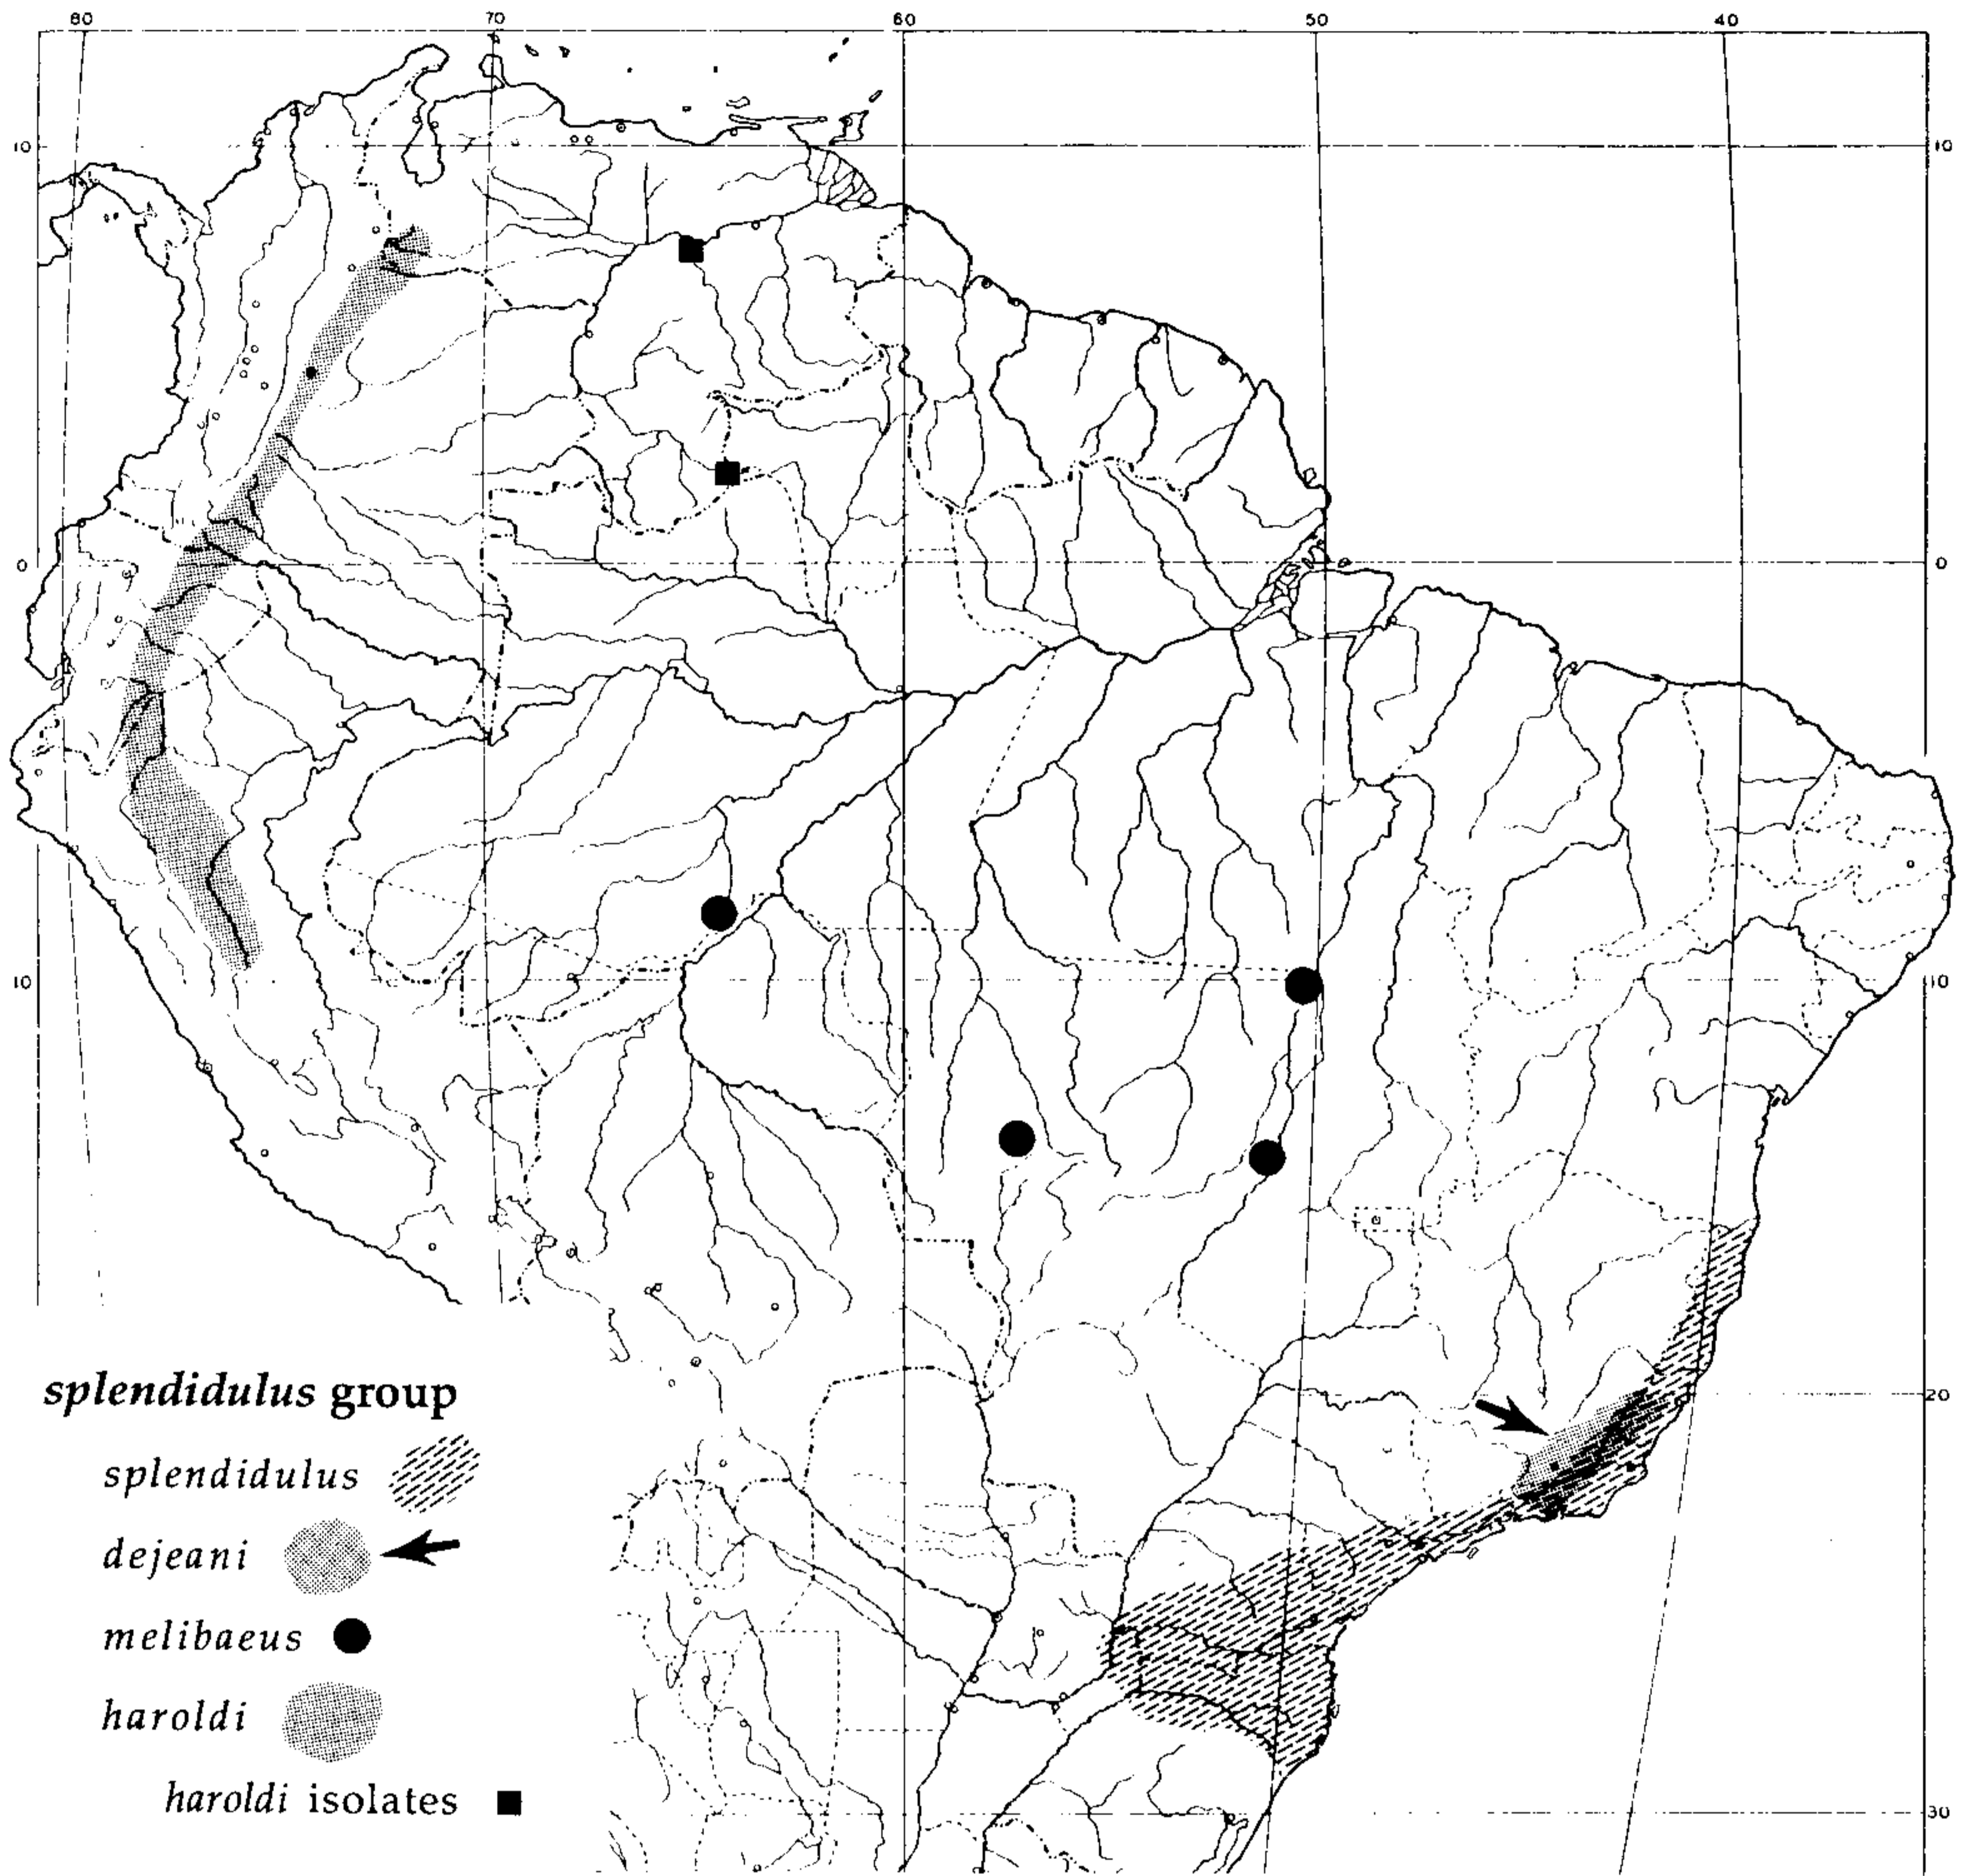 80 70 60 50 40
10 10
0 0
10 10
20
30
splendidulus group
splendidulus
dejeani
melibaeus
haroldi
haroldi isolates